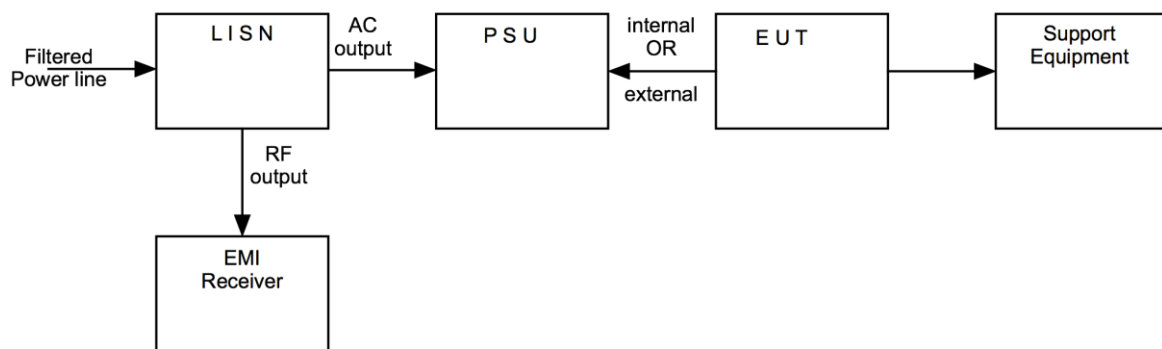 Filtered
Power line
L I S N
AC
output
P S U
internal
OR
external
E U T
Support
Equipment
RF
output
EMI
Receiver